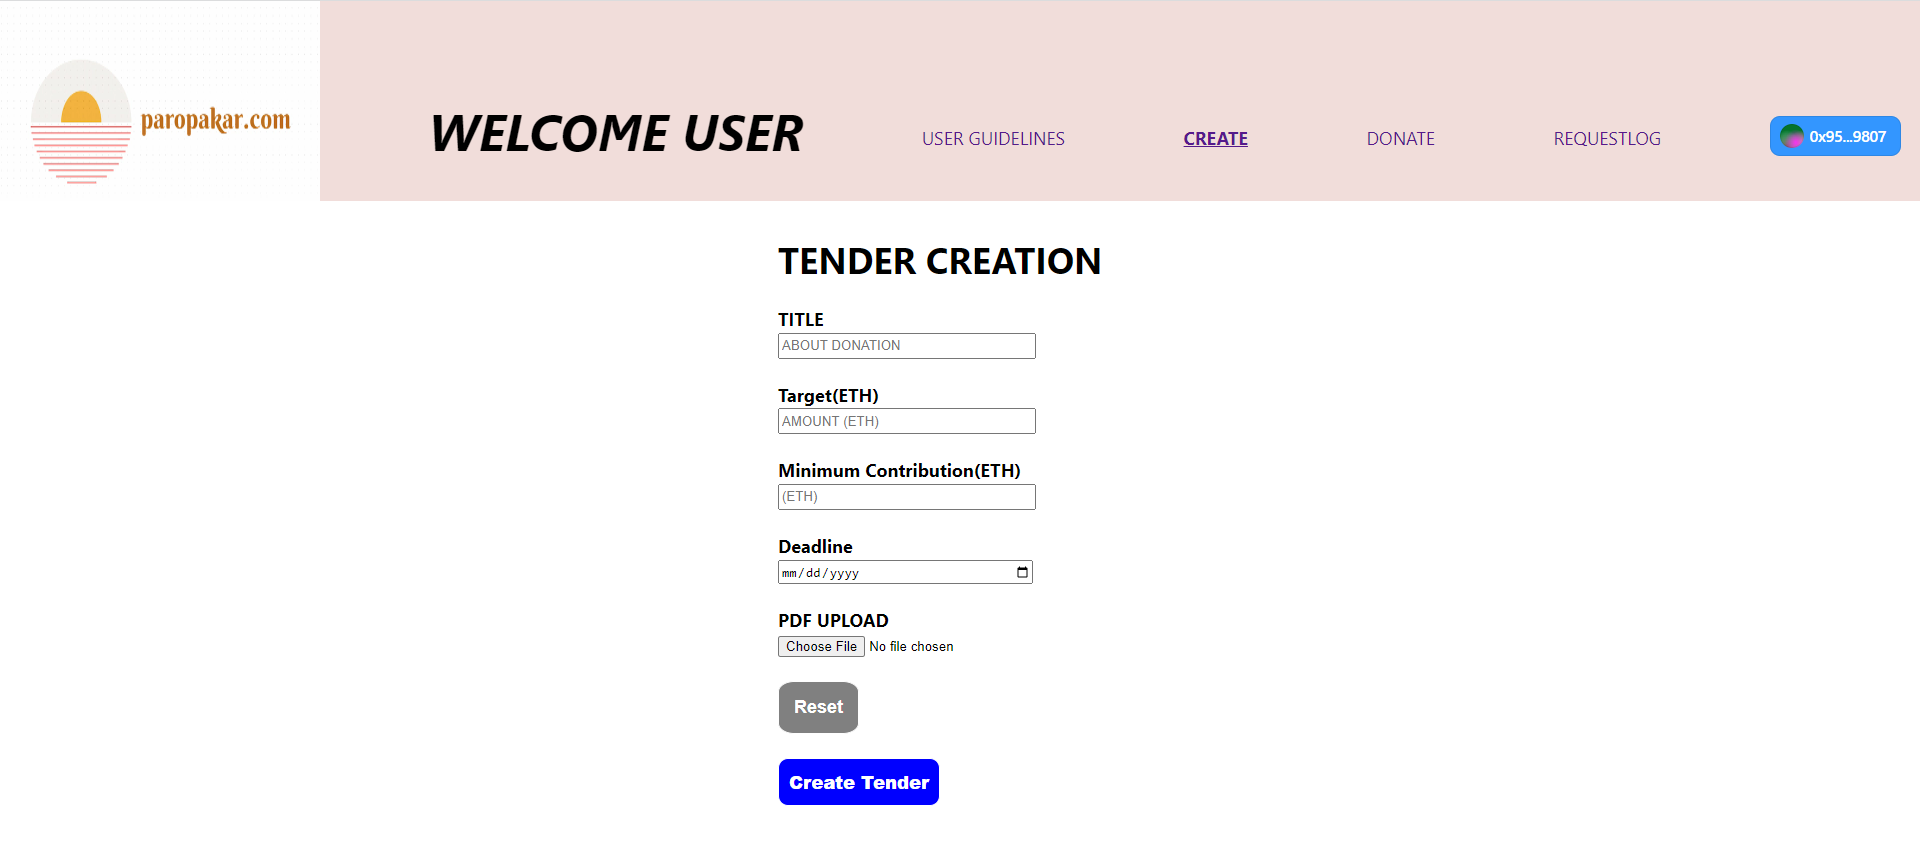 paropakar.com
WELCOME USER
USER GUIDELINES
CREATE
DONATE
REQUESTLOG
0x95...9807
TENDER CREATION
TITLE
ABOUT DONATION
Target(ETH)
AMOUNT (ETH)
Minimum Contribution(ETH)
(ETH)
Deadline
mm/dd/yyyy
PDF UPLOAD
Choose File No file chosen
Reset
Create Tender